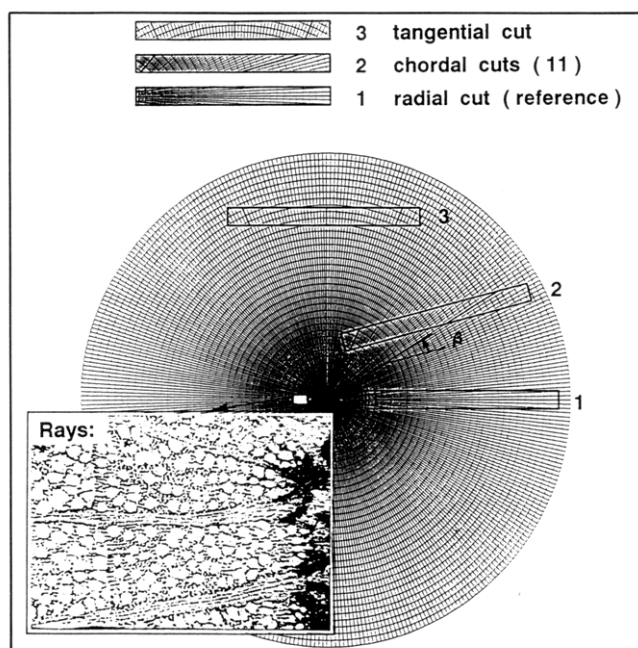 3 tangential cut
2 chordal cuts ( 11 )
1 radial cut ( reference )
3
2
β
1
Rays: